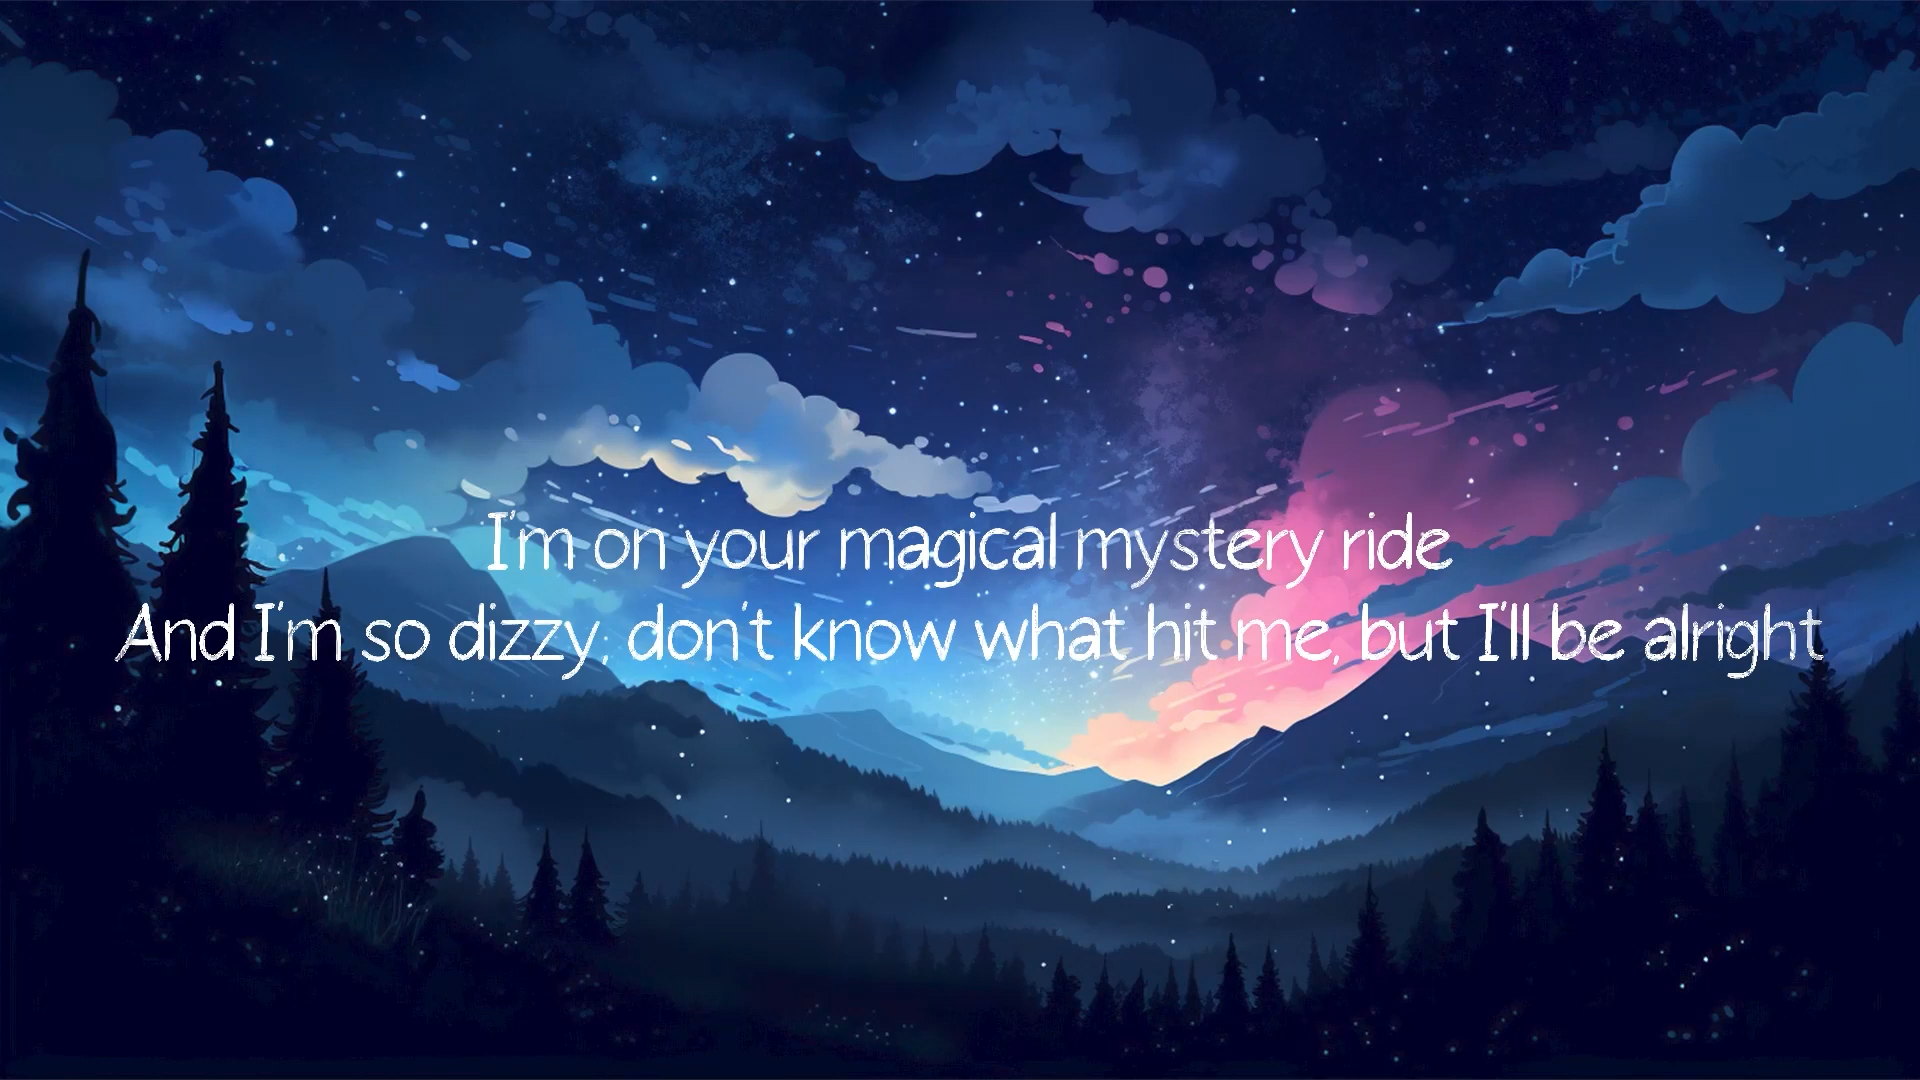 I'm on your magical mystery ride
And I'm so dizzy, don't know what hit me, but I'll be alright